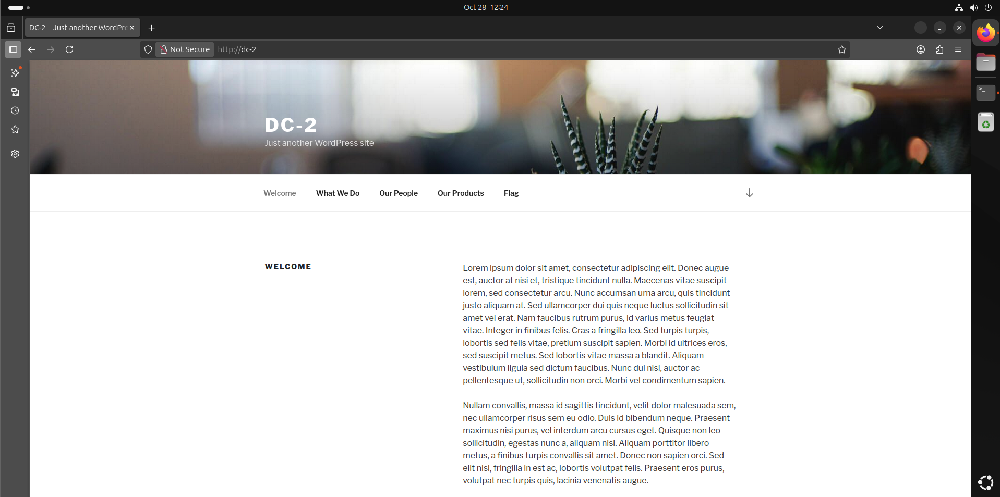 Oct 28 12:24
DC-2 – Just another WordPre
Not Secure
http://dc-2
DC-2
Just another WordPress site
Welcome
What We Do
Our People
Our Products
Flag
WELCOME
Lorem ipsum dolor sit amet, consectetur adipiscing elit. Donec augue
est, auctor at nisi et, tristique tincidunt nulla. Maecenas vitae suscipit
lorem, sed consectetur arcu. Nunc accumsan urna arcu, quis tincidunt
justo aliquam at. Sed ullamcorper dui quis neque luctus sollicitudin sit
amet vel erat. Nam faucibus rutrum purus, id varius metus feugiat
vitae. Integer in finibus felis. Cras a fringilla leo. Sed turpis turpis,
lobortis sed felis vitae, pretium suscipit sapien. Morbi id ultrices eros,
sed suscipit metus. Sed lobortis vitae massa a blandit. Aliquam
vestibulum ligula sed dictum faucibus. Nunc dui nisl, auctor ac
pellentesque ut, sollicitudin non orci. Morbi vel condimentum sapien.
Nullam convallis, massa id sagittis tincidunt, velit dolor malesuada sem,
nec ullamcorper risus sem eu odio. Duis id bibendum neque. Praesent
maximus nisi purus, vel interdum arcu cursus eget. Quisque non leo
sollicitudin, egestas nunc a, aliquam nisl. Aliquam porttitor libero
metus, a finibus turpis convallis sit amet. Donec non sapien orci. Sed
elit nisl, fringilla in est ac, lobortis volutpat felis. Praesent eros purus,
volutpat nec turpis quis, lacinia venenatis augue.